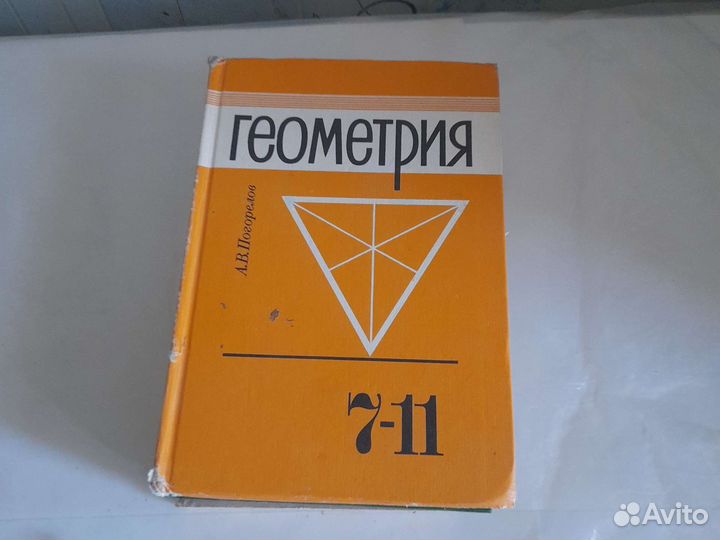 геометрия
А.В.Погорелов
7-11
Avito